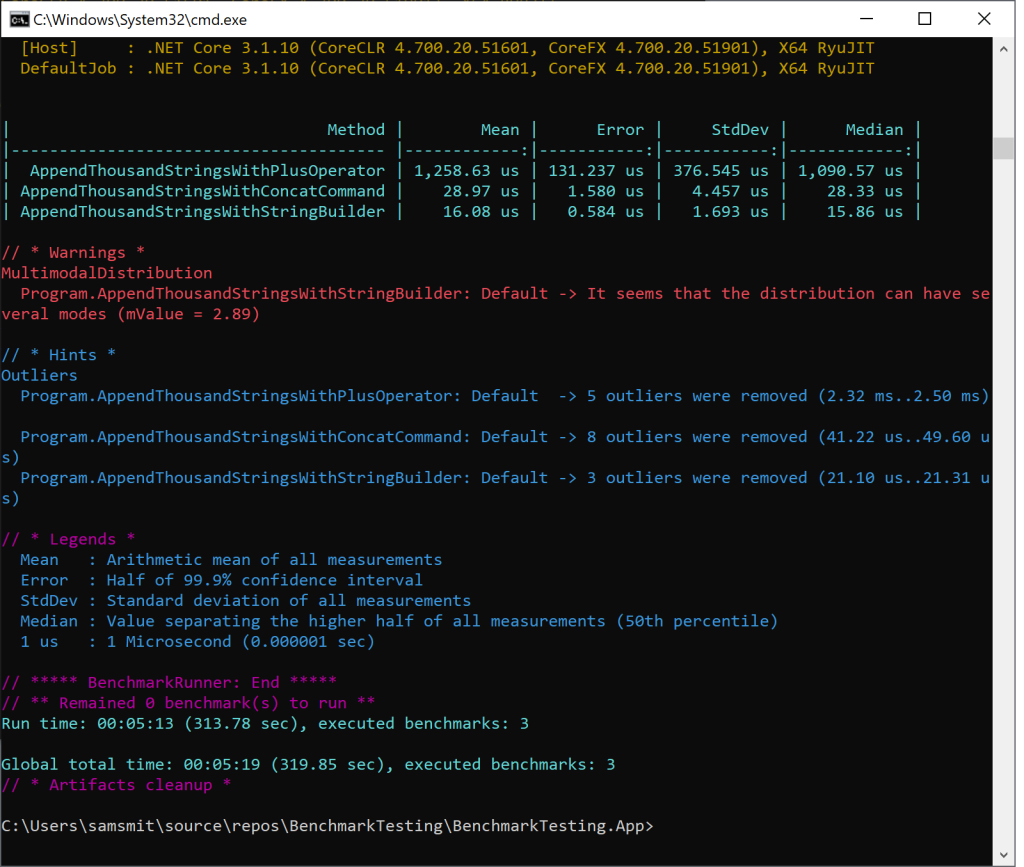 C:\Windows\System32\cmd.exe
[Host]     : .NET Core 3.1.10 (CoreCLR 4.700.20.51601, CoreFX 4.700.20.51901), X64 RyuJIT
DefaultJob : .NET Core 3.1.10 (CoreCLR 4.700.20.51601, CoreFX 4.700.20.51901), X64 RyuJIT
|                                Method |        Mean |      Error |     StdDev |      Median |
|-------------------------------------- |------------:|-----------:|-----------:|------------:|
|  AppendThousandStringsWithPlusOperator | 1,258.63 us | 131.237 us | 376.545 us | 1,090.57 us |
| AppendThousandStringsWithConcatCommand |    28.97 us |   1.580 us |   4.457 us |    28.33 us |
| AppendThousandStringsWithStringBuilder |    16.08 us |   0.584 us |   1.693 us |    15.86 us |
// * Warnings *
MultimodalDistribution
  Program.AppendThousandStringsWithStringBuilder: Default -> It seems that the distribution can have se
veral modes (mValue = 2.89)
// * Hints *
Outliers
  Program.AppendThousandStringsWithPlusOperator: Default  -> 5 outliers were removed (2.32 ms..2.50 ms)
  Program.AppendThousandStringsWithConcatCommand: Default -> 8 outliers were removed (41.22 us..49.60 u
s)
  Program.AppendThousandStringsWithStringBuilder: Default -> 3 outliers were removed (21.10 us..21.31 u
s)
// * Legends *
  Mean   : Arithmetic mean of all measurements
  Error  : Half of 99.9% confidence interval
  StdDev : Standard deviation of all measurements
  Median : Value separating the higher half of all measurements (50th percentile)
  1 us   : 1 Microsecond (0.000001 sec)
// ***** BenchmarkRunner: End *****
// ** Remained 0 benchmark(s) to run **
Run time: 00:05:13 (313.78 sec), executed benchmarks: 3
Global total time: 00:05:19 (319.85 sec), executed benchmarks: 3
// * Artifacts cleanup *
C:\Users\samsmit\source\repos\BenchmarkTesting\BenchmarkTesting.App>